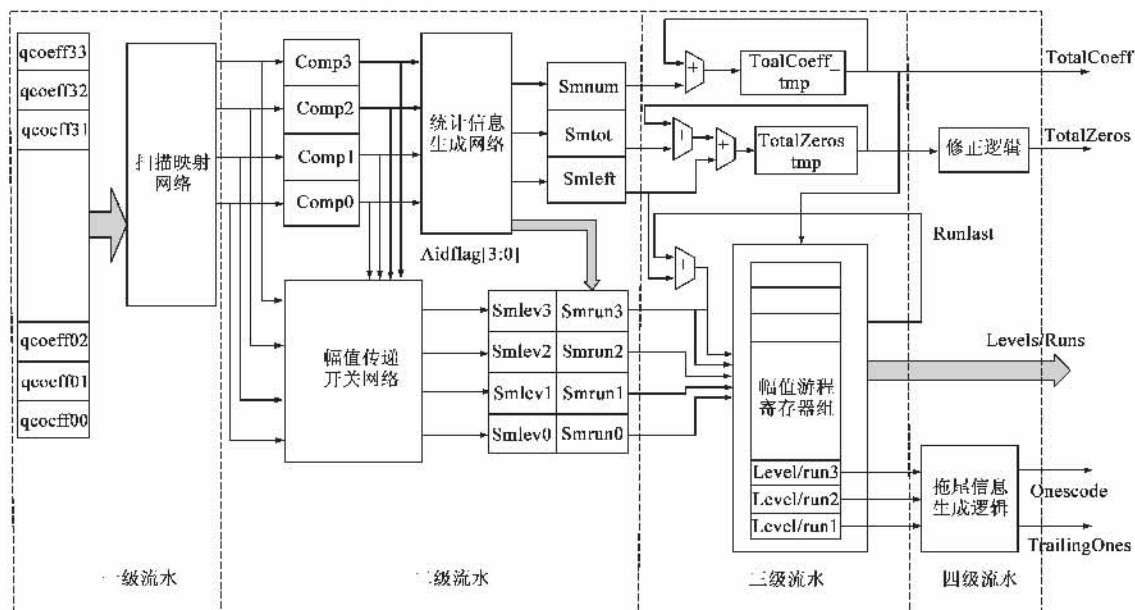 qcoeff33
qcoeff32
qcocff31
qcoeff02
qcoeff01
qcocff00
扫描映射
网络
一级流水
Comp3
Comp2
Comp1
Comp0
统计信息
生成网络
Smnum
Smtot
Smleft
Aidflag[3:0]
幅值传递
开关网络
Smlev3
Smrun3
Smlev2
Smrun2
Smlev1
Smrun1
Smlev0
Smrun0
二级流水
+
ToalCoeff_
tmp
-
+
TotalZeros
tmp
-
幅值游程
寄存器组
Level/run3
Level/run2
Level/run1
三级流水
TotalCoeff
修正逻辑
TotalZeros
Runlast
Levels/Runs
拖尾信息
生成逻辑
Onescode
TrailingOnes
四级流水